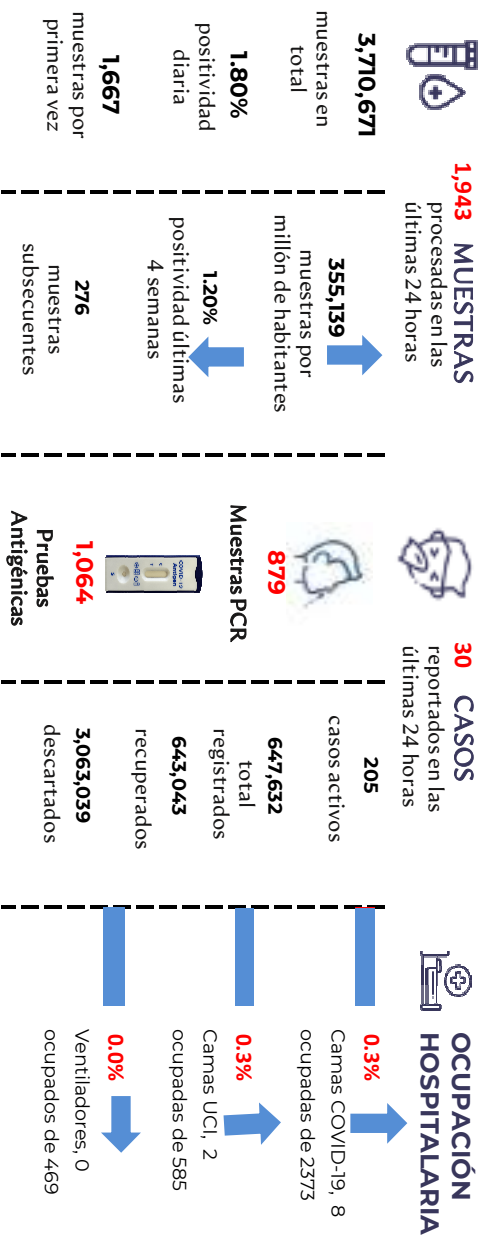 1,943 MUESTRAS
procesadas en las
últimas 24 horas
3,710,671
muestras en
total
1.80%
positividad
diaria
1,667
muestras por
primera vez
355,139
muestras por
millón de habitantes
1.20%
positividad últimas
4 semanas
276
muestras
subsecuentes
30 CASOS
reportados en las
últimas 24 horas
879
Muestras PCR
COVID-19
Antigen
1,064
Pruebas
Antigénicas
205
casos activos
647,632
total
registrados
643,043
recuperados
3,063,039
descartados
OCUPACIÓN
HOSPITALARIA
0.3%
Camas COVID-19, 8
ocupadas de 2373
0.3%
Camas UCI, 2
ocupadas de 585
0.0%
Ventiladores, 0
ocupados de 469